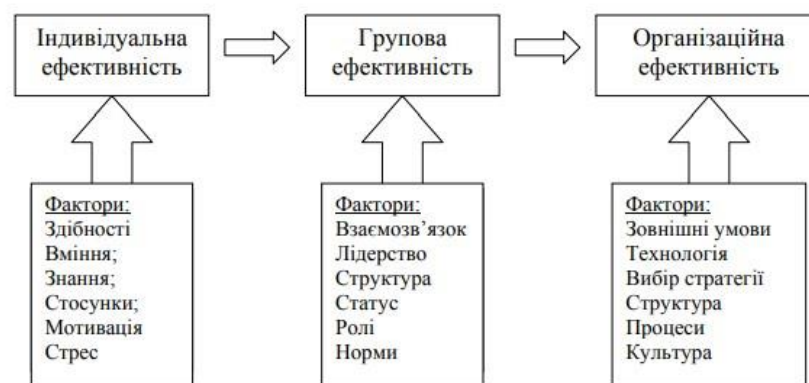 Індивідуальна
ефективність
Групова
ефективність
Організаційна
ефективність
Фактори:
Здібності
Вміння;
Знання;
Стосунки;
Мотивація
Стрес
Фактори:
Взаємозв’язок
Лідерство
Структура
Статус
Ролі
Норми
Фактори:
Зовнішні умови
Технологія
Вибір стратегії
Структура
Процеси
Культура